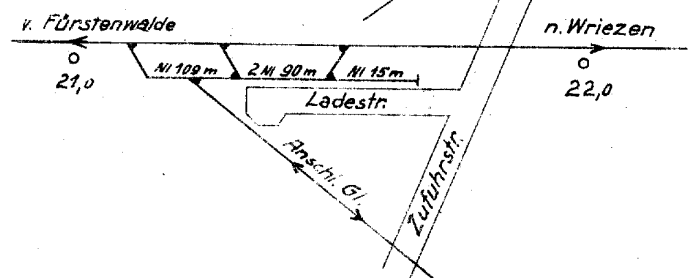 v. Fürstenwalde
n. Wriezen
Nl 109 m 2 Nl 90 m Nl 15 m
21,0
22,0
Ladestr.
Anschl. Gl.
Zufuhrstr.